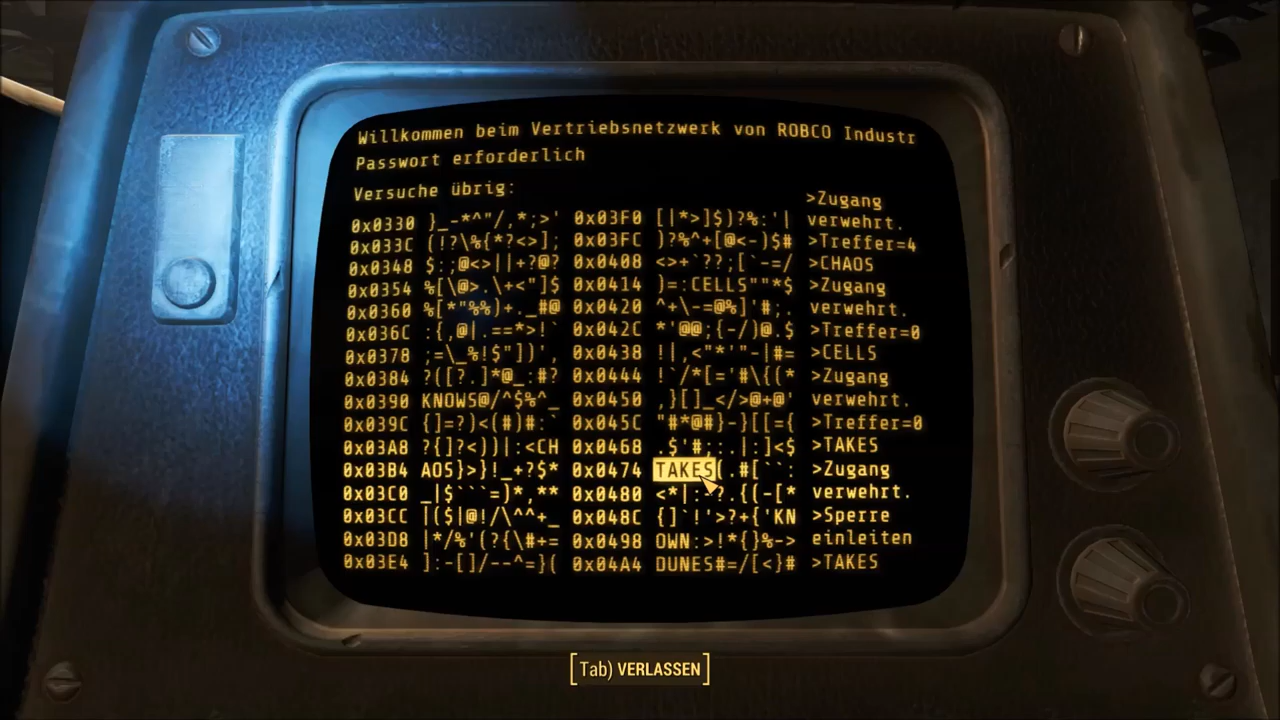 Willkommen beim Vertriebsnetzwerk von ROBCO Industr
Passwort erforderlich
Versuche übrig:
0x0330 }_-*^"/,*;>' 0x03F0 [|*>]$)?%:'| >Zugang
0x033C (!?\%{*?<>]; 0x03FC )?%^+[@<-)$# verwehrt.
0x0348 $:;@<>||+?@? 0x0408 <>+`??;[`-=/ >Treffer=4
0x0354 %[\@>.\+<"]$ 0x0414 )=:CELLS""*$ >CHAOS
0x0360 %[*"%%)+._#@ 0x0420 ^+\-=@%]'#;. >Zugang
0x036C :{,@|.==*>!` 0x042C *'@@;{-/)@.$ verwehrt.
0x0378 ;=\_%!$"])', 0x0438 !|,<"*'"-|#= >Treffer=0
0x0384 ?([?.]*@_:#? 0x0444 !`/*[='#\{(* >CELLS
0x0390 KNOWS@/^$%^_ 0x0450 ,}[]_</>@+@' >Zugang
0x039C {]=?)<(#)#:` 0x045C "#*@#}-}[[={ verwehrt.
0x03A8 ?{]?<))|:<CH 0x0468 .$'#::.|:]<$ >Treffer=0
0x03B4 AOS}>}!_+?$* 0x0474 TAKES(.#[``: >TAKES
0x03C0 _|$```=)*,** 0x0480 <*|:??.{(-[* >Zugang
0x03CC |($|@!/\^^+_ 0x048C {]`!'>?+{'KN verwehrt.
0x03D8 |*/%'(?{\#+= 0x0498 OWN:>!*{}%-> >Sperre
0x03E4 ]:-[]/--^=}( 0x04A4 DUNES#=/[<}# einleiten
>TAKES
[Tab) VERLASSEN]